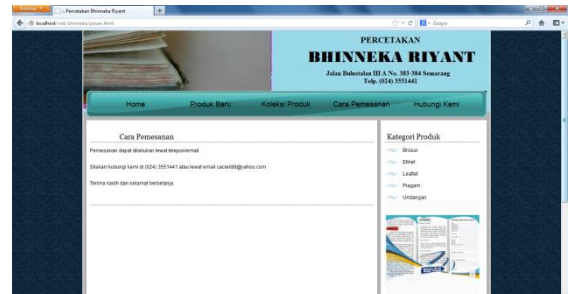 :: Percetakan Bhinneka Riyant
localhost/web bhinneka/pesan.html
Google
PERCETAKAN
BHINNEKA RIYANT
Jalan Bulustalan III A No. 303-304 Semarang
Telp. (024) 3551441
Home Produk Baru Koleksi Produk Cara Pemesanan Hubungi Kami
Cara Pemesanan
Pemesanan dapat dilakukan lewat telepon/email
Silakan hubungi kami di (024) 3551441 atau lewat email
Terima kasih dan selamat berbelanja.
Kategori Produk
Brosur
Etiket
Leaflet
Piagam
Undangan